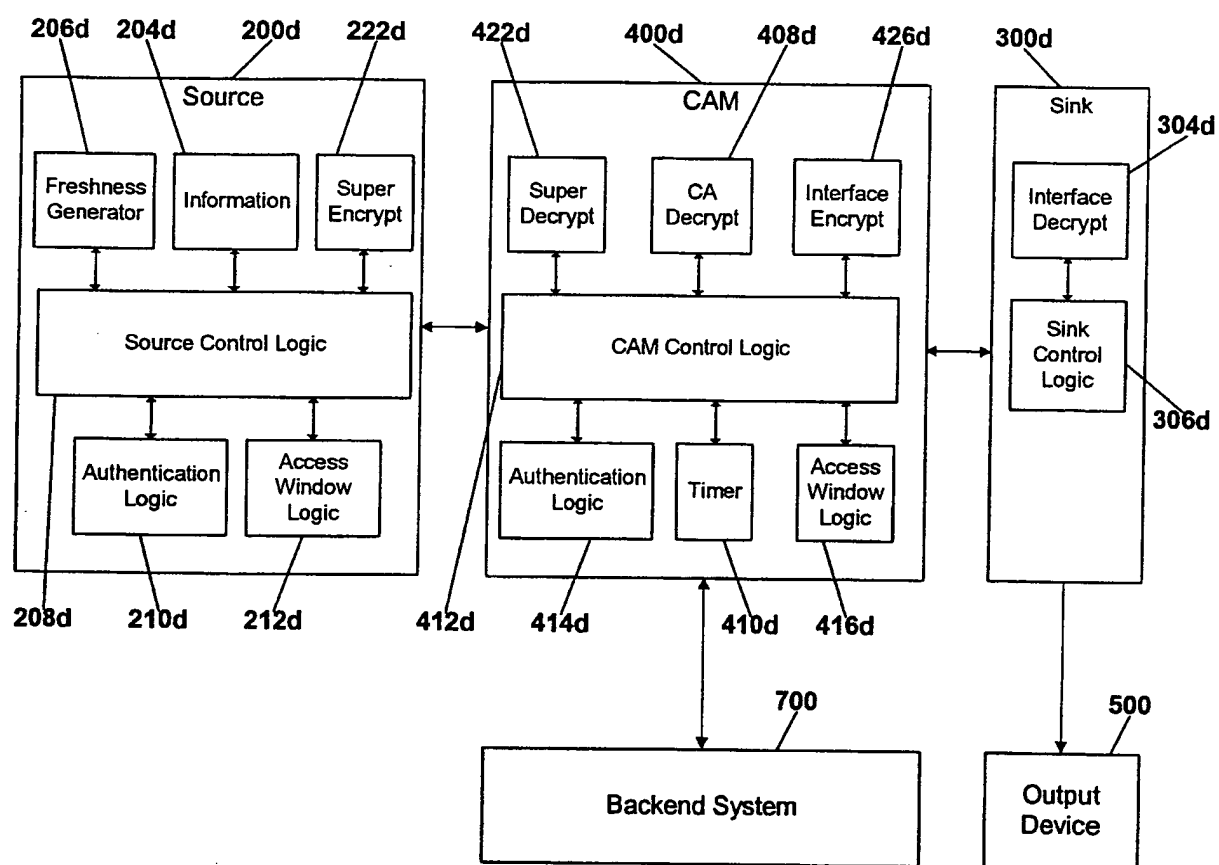 206d 204d 200d 222d 422d 400d 408d 426d 300d
Source
CAM
Sink
304d
Freshness
Generator
Information
Super
Encrypt
Super
Decrypt
CA
Decrypt
Interface
Encrypt
Interface
Decrypt
Source Control Logic
CAM Control Logic
Sink
Control
Logic
306d
Authentication
Logic
Access
Window
Logic
Authentication
Logic
Timer
Access
Window
Logic
208d 210d 212d 412d 414d 410d 416d
700
500
Backend System
Output
Device